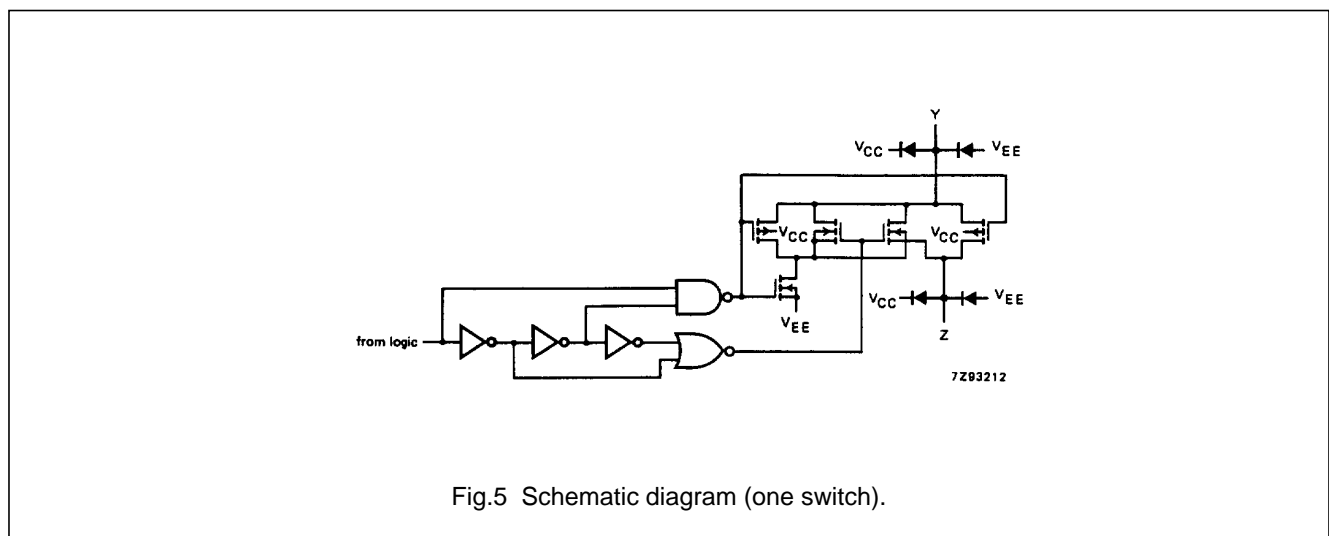 Y
VCC VEE
VCC VCC
VCC VEE
VEE
from logic
Z
7Z93212
Fig.5 Schematic diagram (one switch).